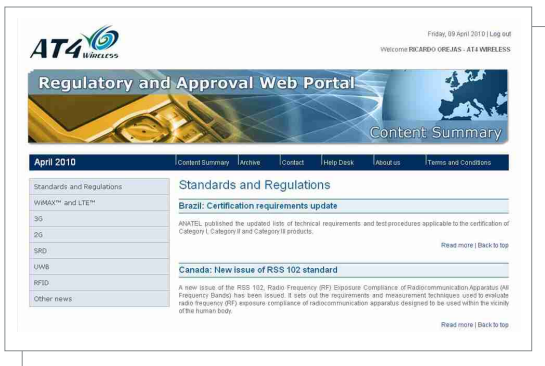 Friday, 09 April 2010 | Log out
AT4 WIRELESS
Welcome RICARDO OREJAS - AT4 WIRELESS
Regulatory and Approval Web Portal
Content Summary
April 2010
Content Summary
Archive
Contact
Help Desk
About us
Terms and Conditions
Standards and Regulations
WiMAX™ and LTE™
3G
2G
SRD
UWB
RFID
Other news
Standards and Regulations
Brazil: Certification requirements update
ANATEL published the updated lists of technical requirements and test procedures applicable to the certification of
Category I, Category II and Category III products.
Read more | Back to top
Canada: New issue of RSS 102 standard
A new issue of the RSS 102, Radio Frequency (RF) Exposure Compliance of Radiocommunication Apparatus (All
Frequency Bands) has been issued. It sets out the requirements and measurement techniques used to evaluate
radio frequency (RF) exposure compliance of radiocommunication apparatus designed to be used within the vicinity
of the human body.
Read more | Back to top